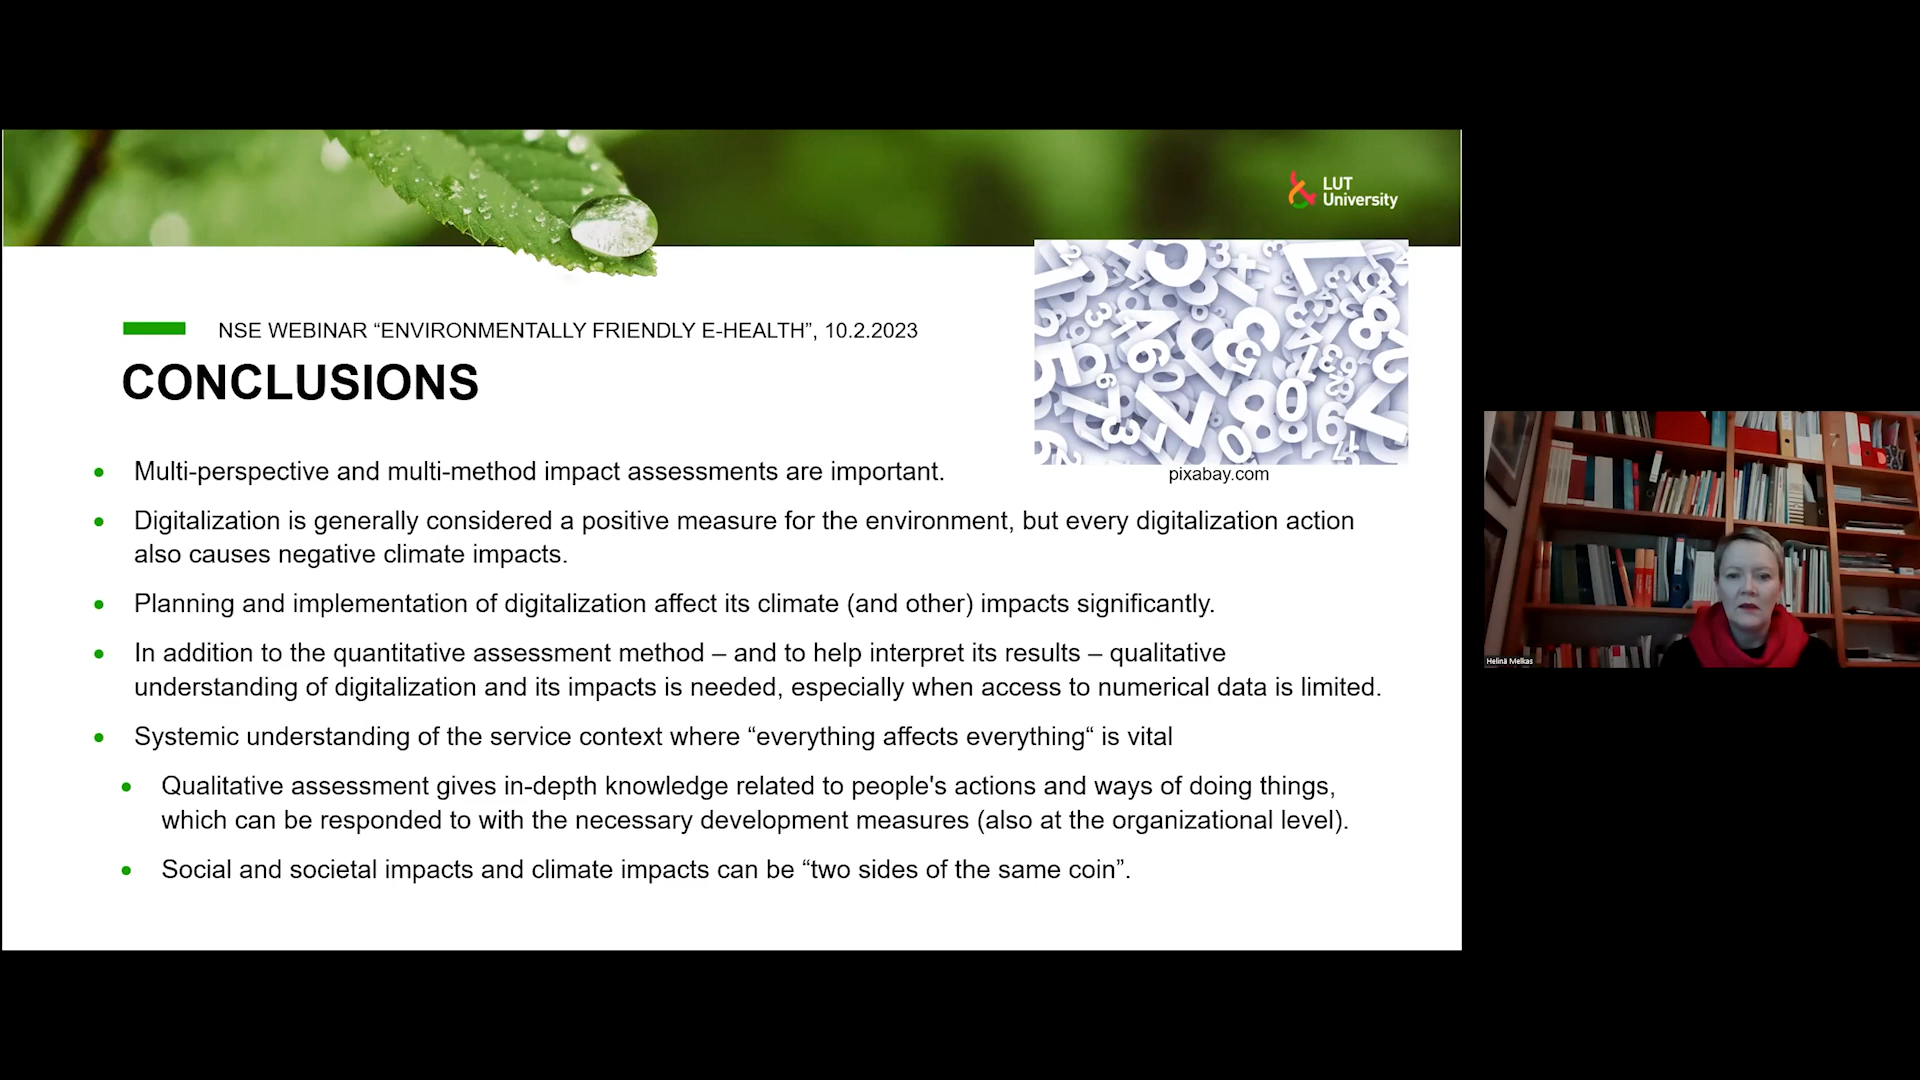 LUT
University
NSE WEBINAR “ENVIRONMENTALLY FRIENDLY E-HEALTH”, 10.2.2023
CONCLUSIONS
pixabay.com
• Multi-perspective and multi-method impact assessments are important.
• Digitalization is generally considered a positive measure for the environment, but every digitalization action
also causes negative climate impacts.
• Planning and implementation of digitalization affect its climate (and other) impacts significantly.
• In addition to the quantitative assessment method – and to help interpret its results – qualitative
understanding of digitalization and its impacts is needed, especially when access to numerical data is limited.
• Systemic understanding of the service context where “everything affects everything“ is vital
• Qualitative assessment gives in-depth knowledge related to people's actions and ways of doing things,
which can be responded to with the necessary development measures (also at the organizational level).
• Social and societal impacts and climate impacts can be “two sides of the same coin”.
Helinä Melkas